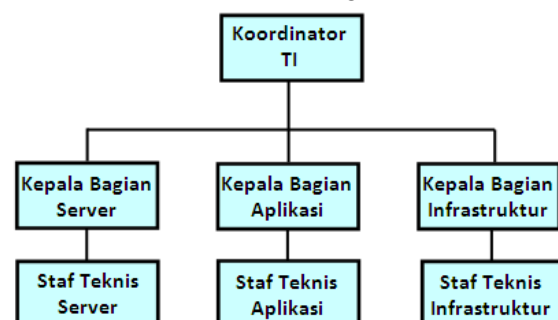 Koordinator
TI
Kepala Bagian
Server
Kepala Bagian
Aplikasi
Kepala Bagian
Infrastruktur
Staf Teknis
Server
Staf Teknis
Aplikasi
Staf Teknis
Infrastruktur